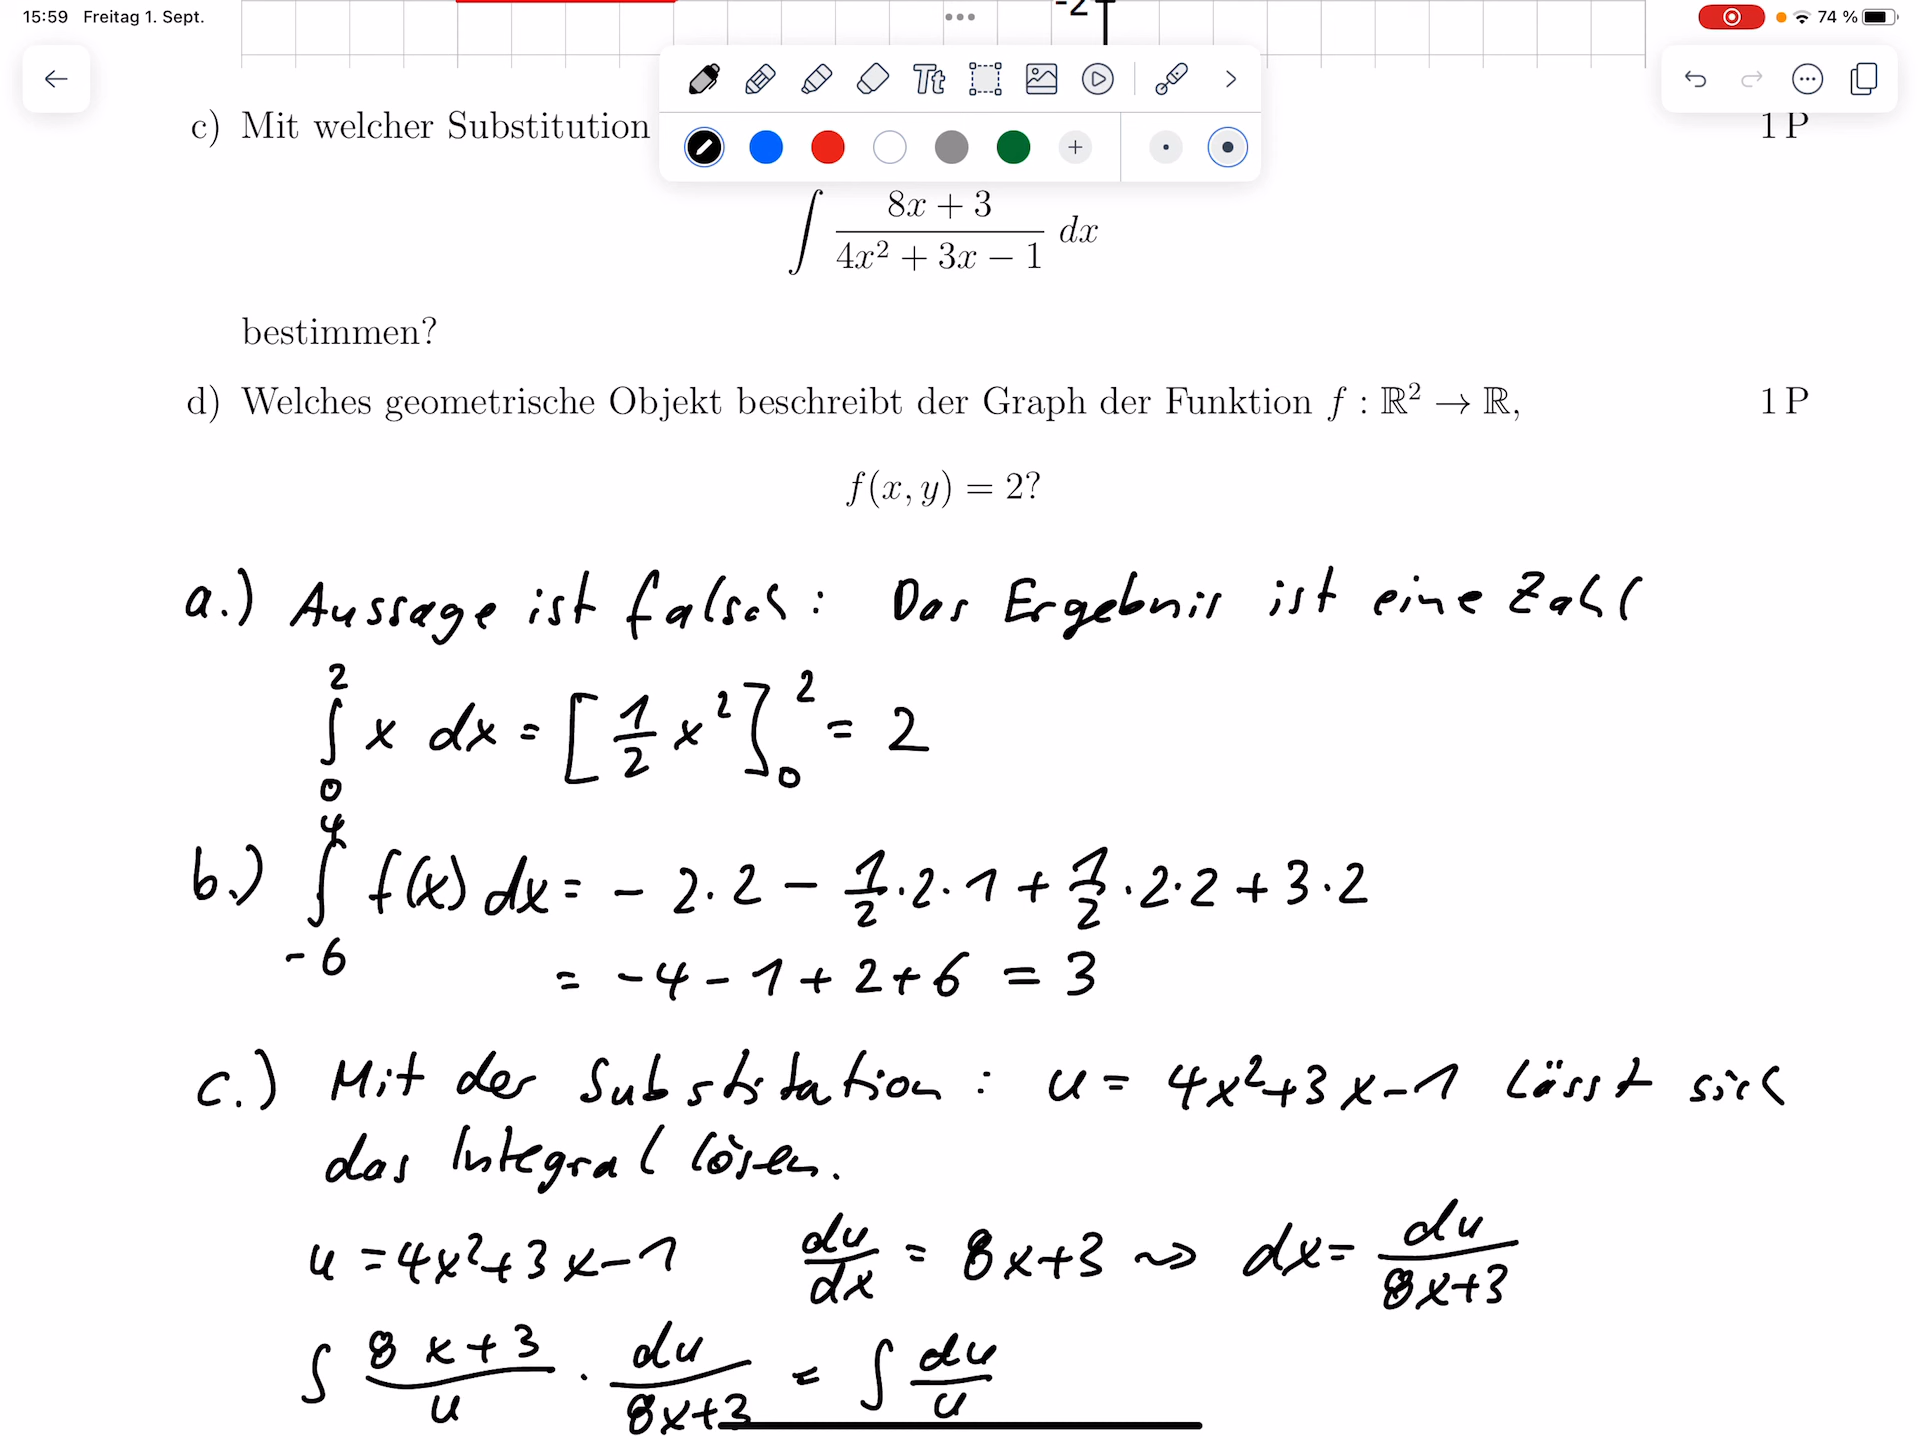 15:59 Freitag 1. Sept. -2 74 %
Tt
c) Mit welcher Substitution 1 P
∫ (8x + 3)/(4x² + 3x − 1) dx
bestimmen?
d) Welches geometrische Objekt beschreibt der Graph der Funktion f : ℝ² → ℝ, 1 P
f(x, y) = 2?
a.) Aussage ist falsch : Das Ergebnis ist eine Zahl
∫₀² x dx = [1/2 x²]₀² = 2
b.) ∫₋₆⁴ f(x) dx = − 2·2 − 1/2·2·1 + 1/2·2·2 + 3·2
= −4 − 1 + 2 + 6 = 3
c.) Mit der Substitution : u = 4x²+3x−1 lässt sich
das Integral lösen.
u = 4x²+3x−1 du/dx = 8x+3 ⇝ dx = du/(8x+3)
∫ (8x+3)/u · du/(8x+3) = ∫ du/u